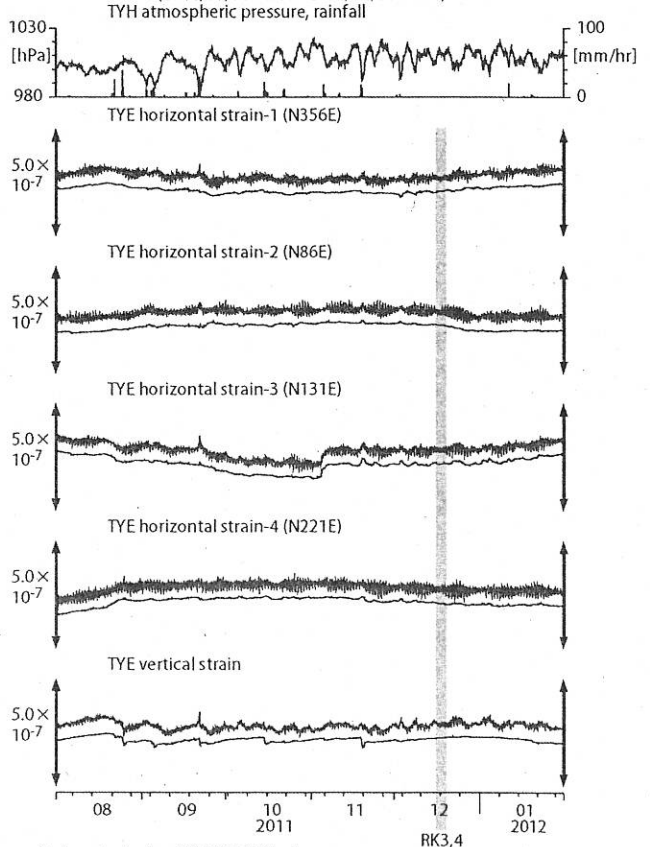 TYH atmospheric pressure, rainfall
1030
100
[hPa]
[mm/hr]
980
0
TYE horizontal strain-1 (N356E)
5.0×
10-7
TYE horizontal strain-2 (N86E)
5.0×
10-7
TYE horizontal strain-3 (N131E)
5.0×
10-7
TYE horizontal strain-4 (N221E)
5.0×
10-7
TYE vertical strain
5.0×
10-7
08 09 10 11 12 01
2011 2012
RK3,4